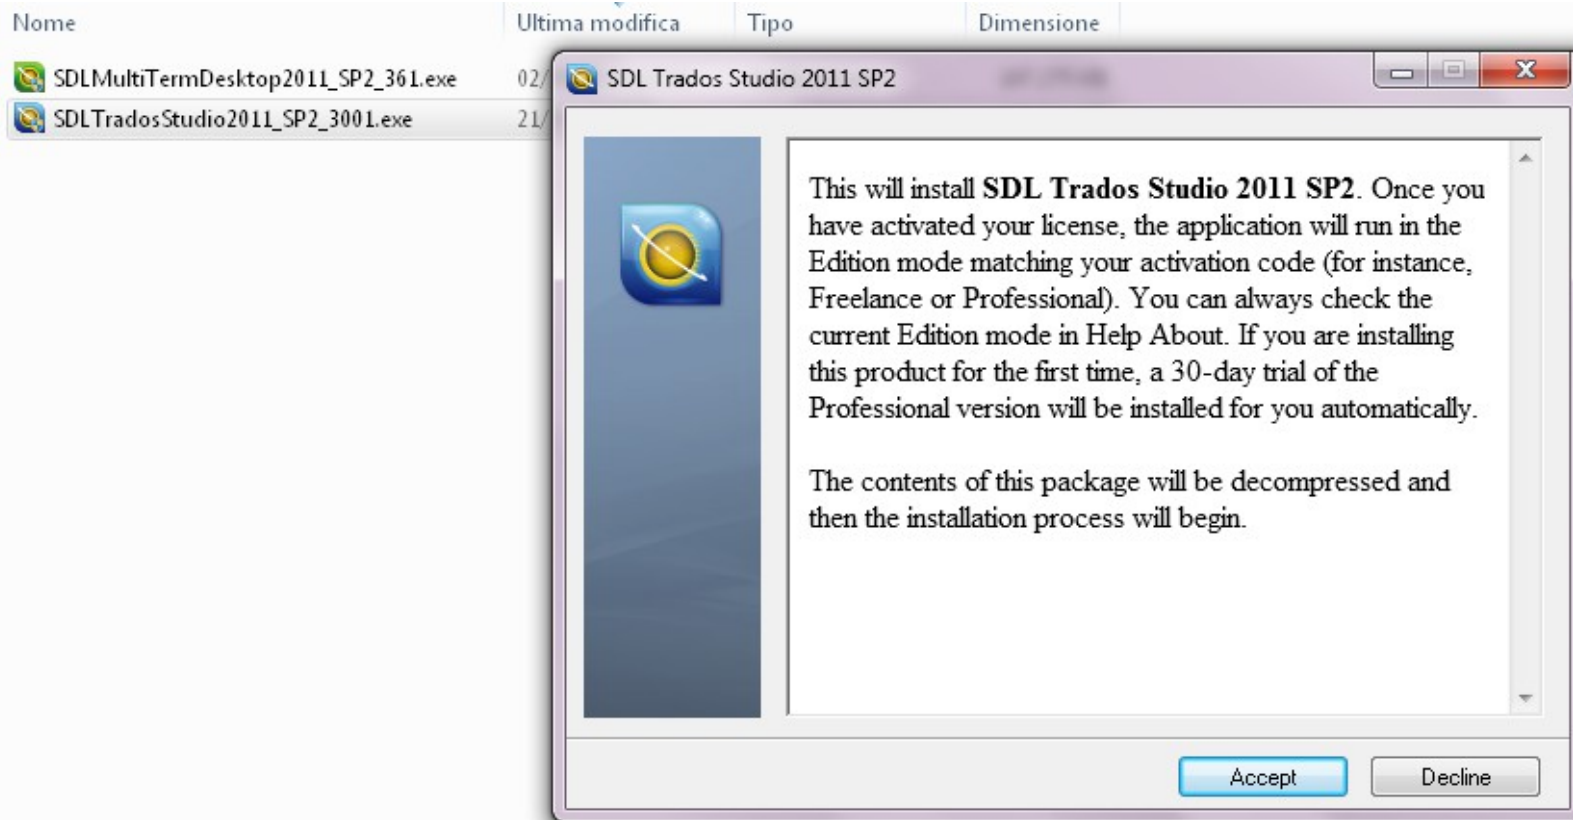 Nome Ultima modifica Tipo Dimensione
SDLMultiTermDesktop2011_SP2_361.exe 02/
SDLTradosStudio2011_SP2_3001.exe 21/
SDL Trados Studio 2011 SP2
This will install SDL Trados Studio 2011 SP2. Once you
have activated your license, the application will run in the
Edition mode matching your activation code (for instance,
Freelance or Professional). You can always check the
current Edition mode in Help About. If you are installing
this product for the first time, a 30-day trial of the
Professional version will be installed for you automatically.
The contents of this package will be decompressed and
then the installation process will begin.
Accept Decline